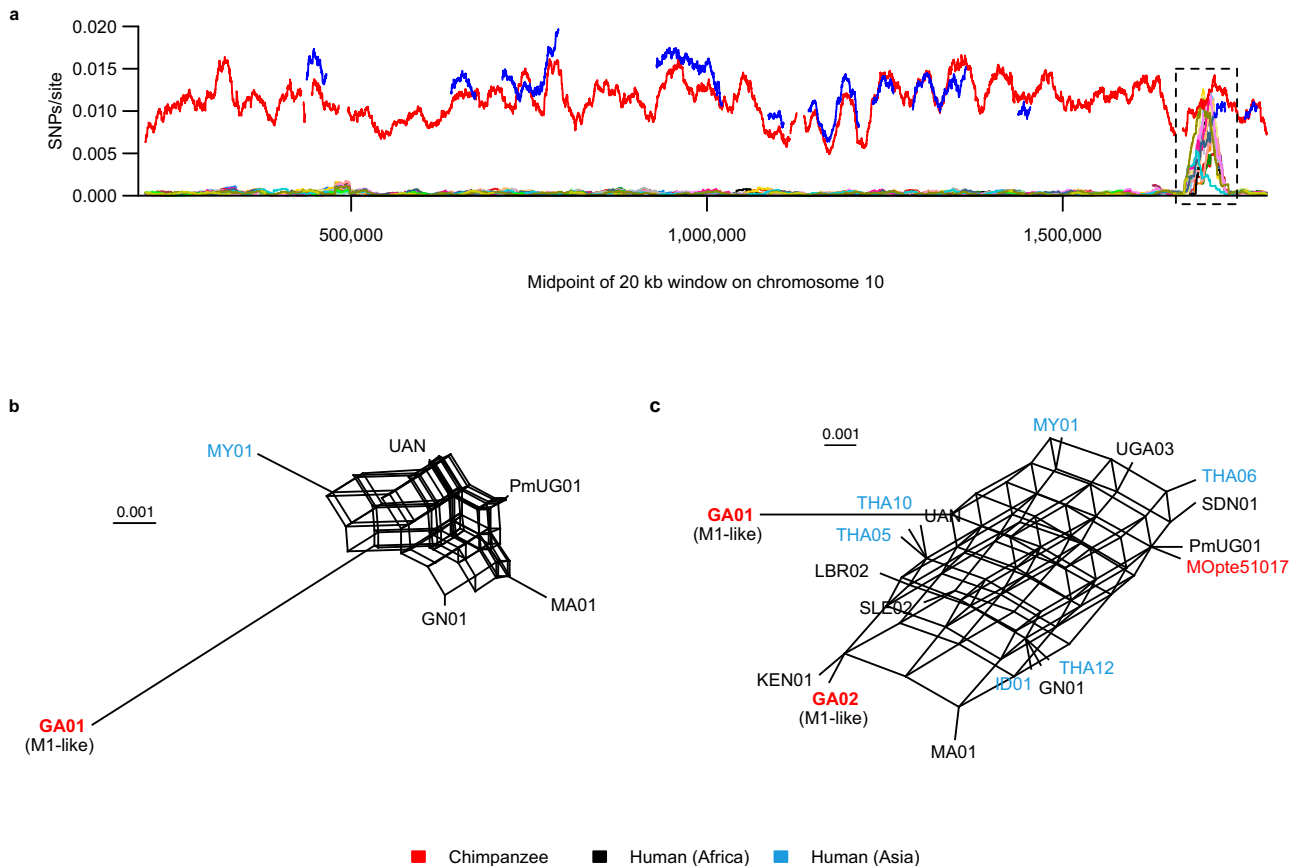 a
0.020
0.015
0.010
0.005
0.000
SNPs/site
500,000
1,000,000
1,500,000
Midpoint of 20 kb window on chromosome 10
b
MY01
UAN
PmUG01
0.001
MA01
GN01
GA01
(M1-like)
c
0.001
MY01
UGA03
THA06
THA10
SDN01
GA01
UAN
(M1-like)
THA05
PmUG01
MOpte51017
LBR02
SLE02
THA12
KEN01
ID01
GN01
GA02
(M1-like)
MA01
Chimpanzee
Human (Africa)
Human (Asia)